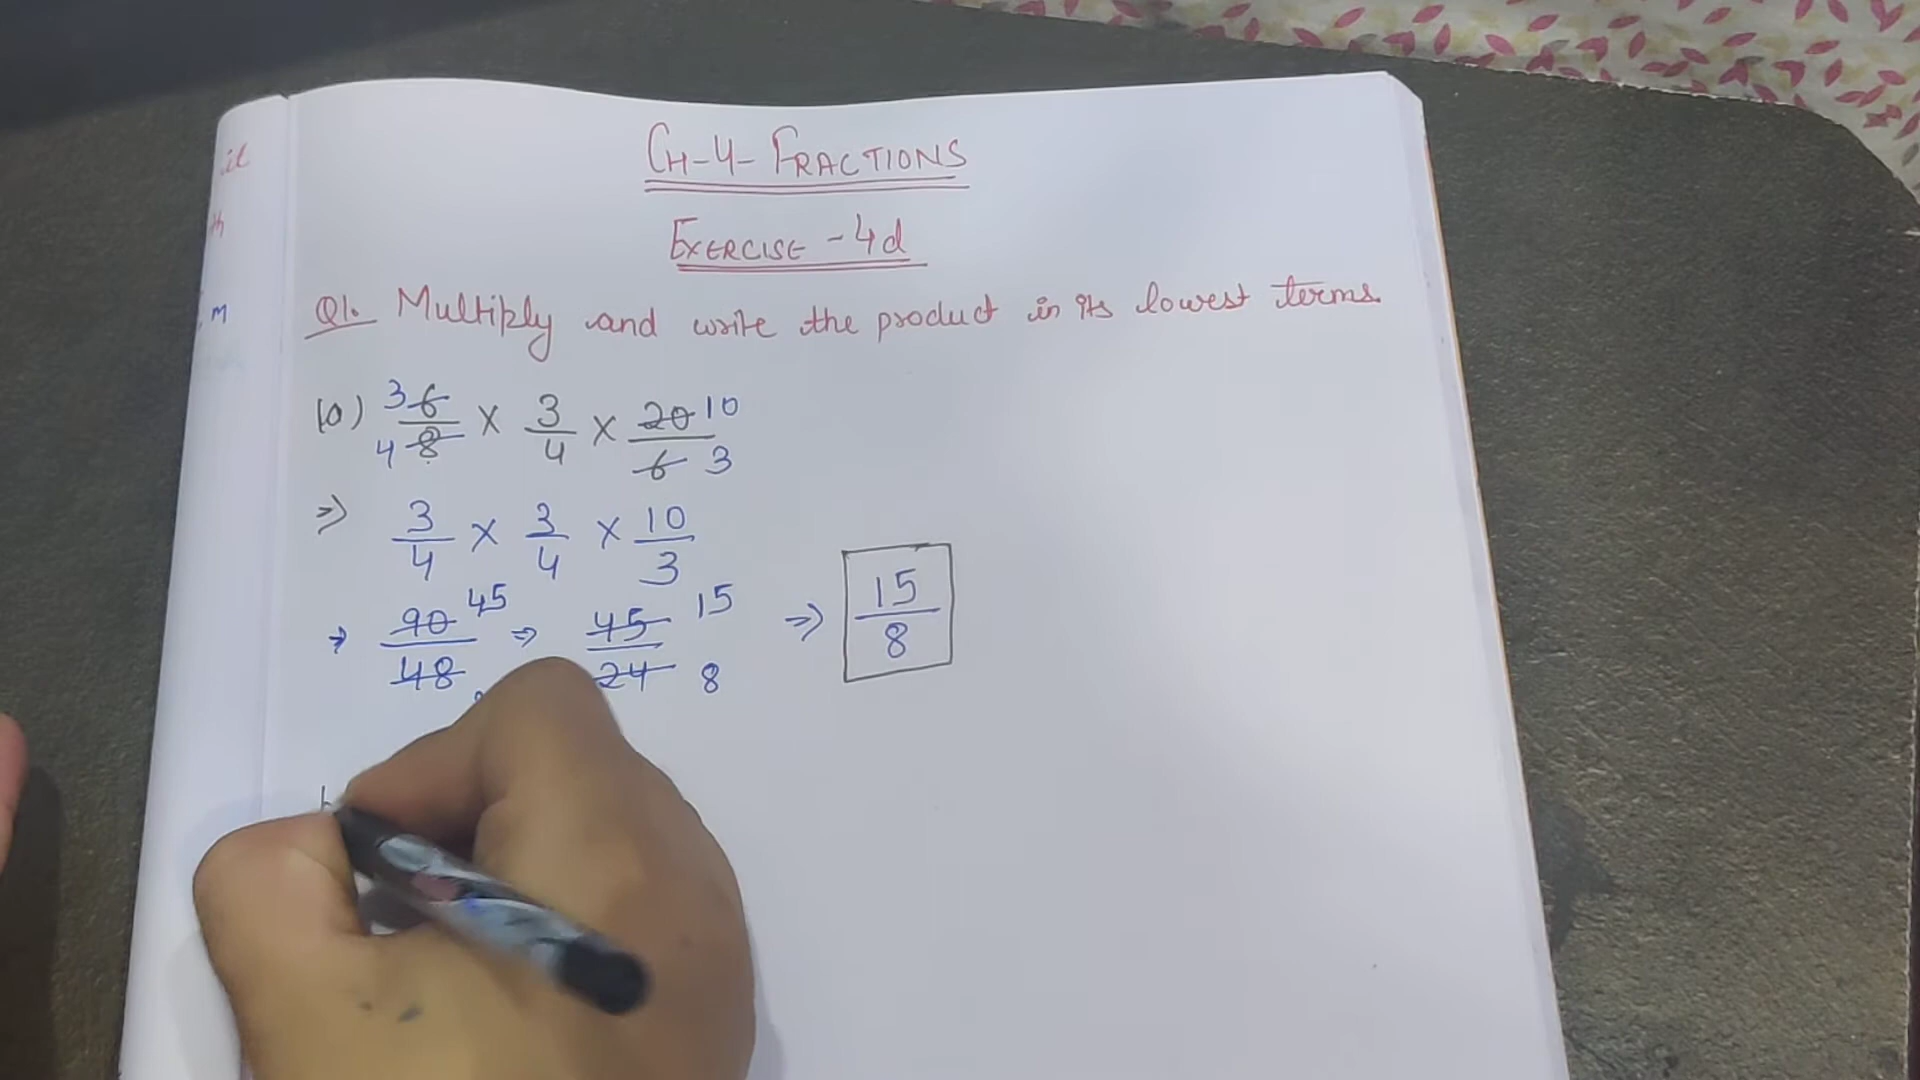 CH-4- FRACTIONS
EXERCISE - 4d
Q1. Multiply and write the product in its lowest terms.
(a) 3 6/8 4 × 3/4 × 20/6 10 3
⇒ 3/4 × 3/4 × 10/3
⇒ 90/48 45 ⇒ 45/24 15 8 ⇒ 15/8
it
th
M